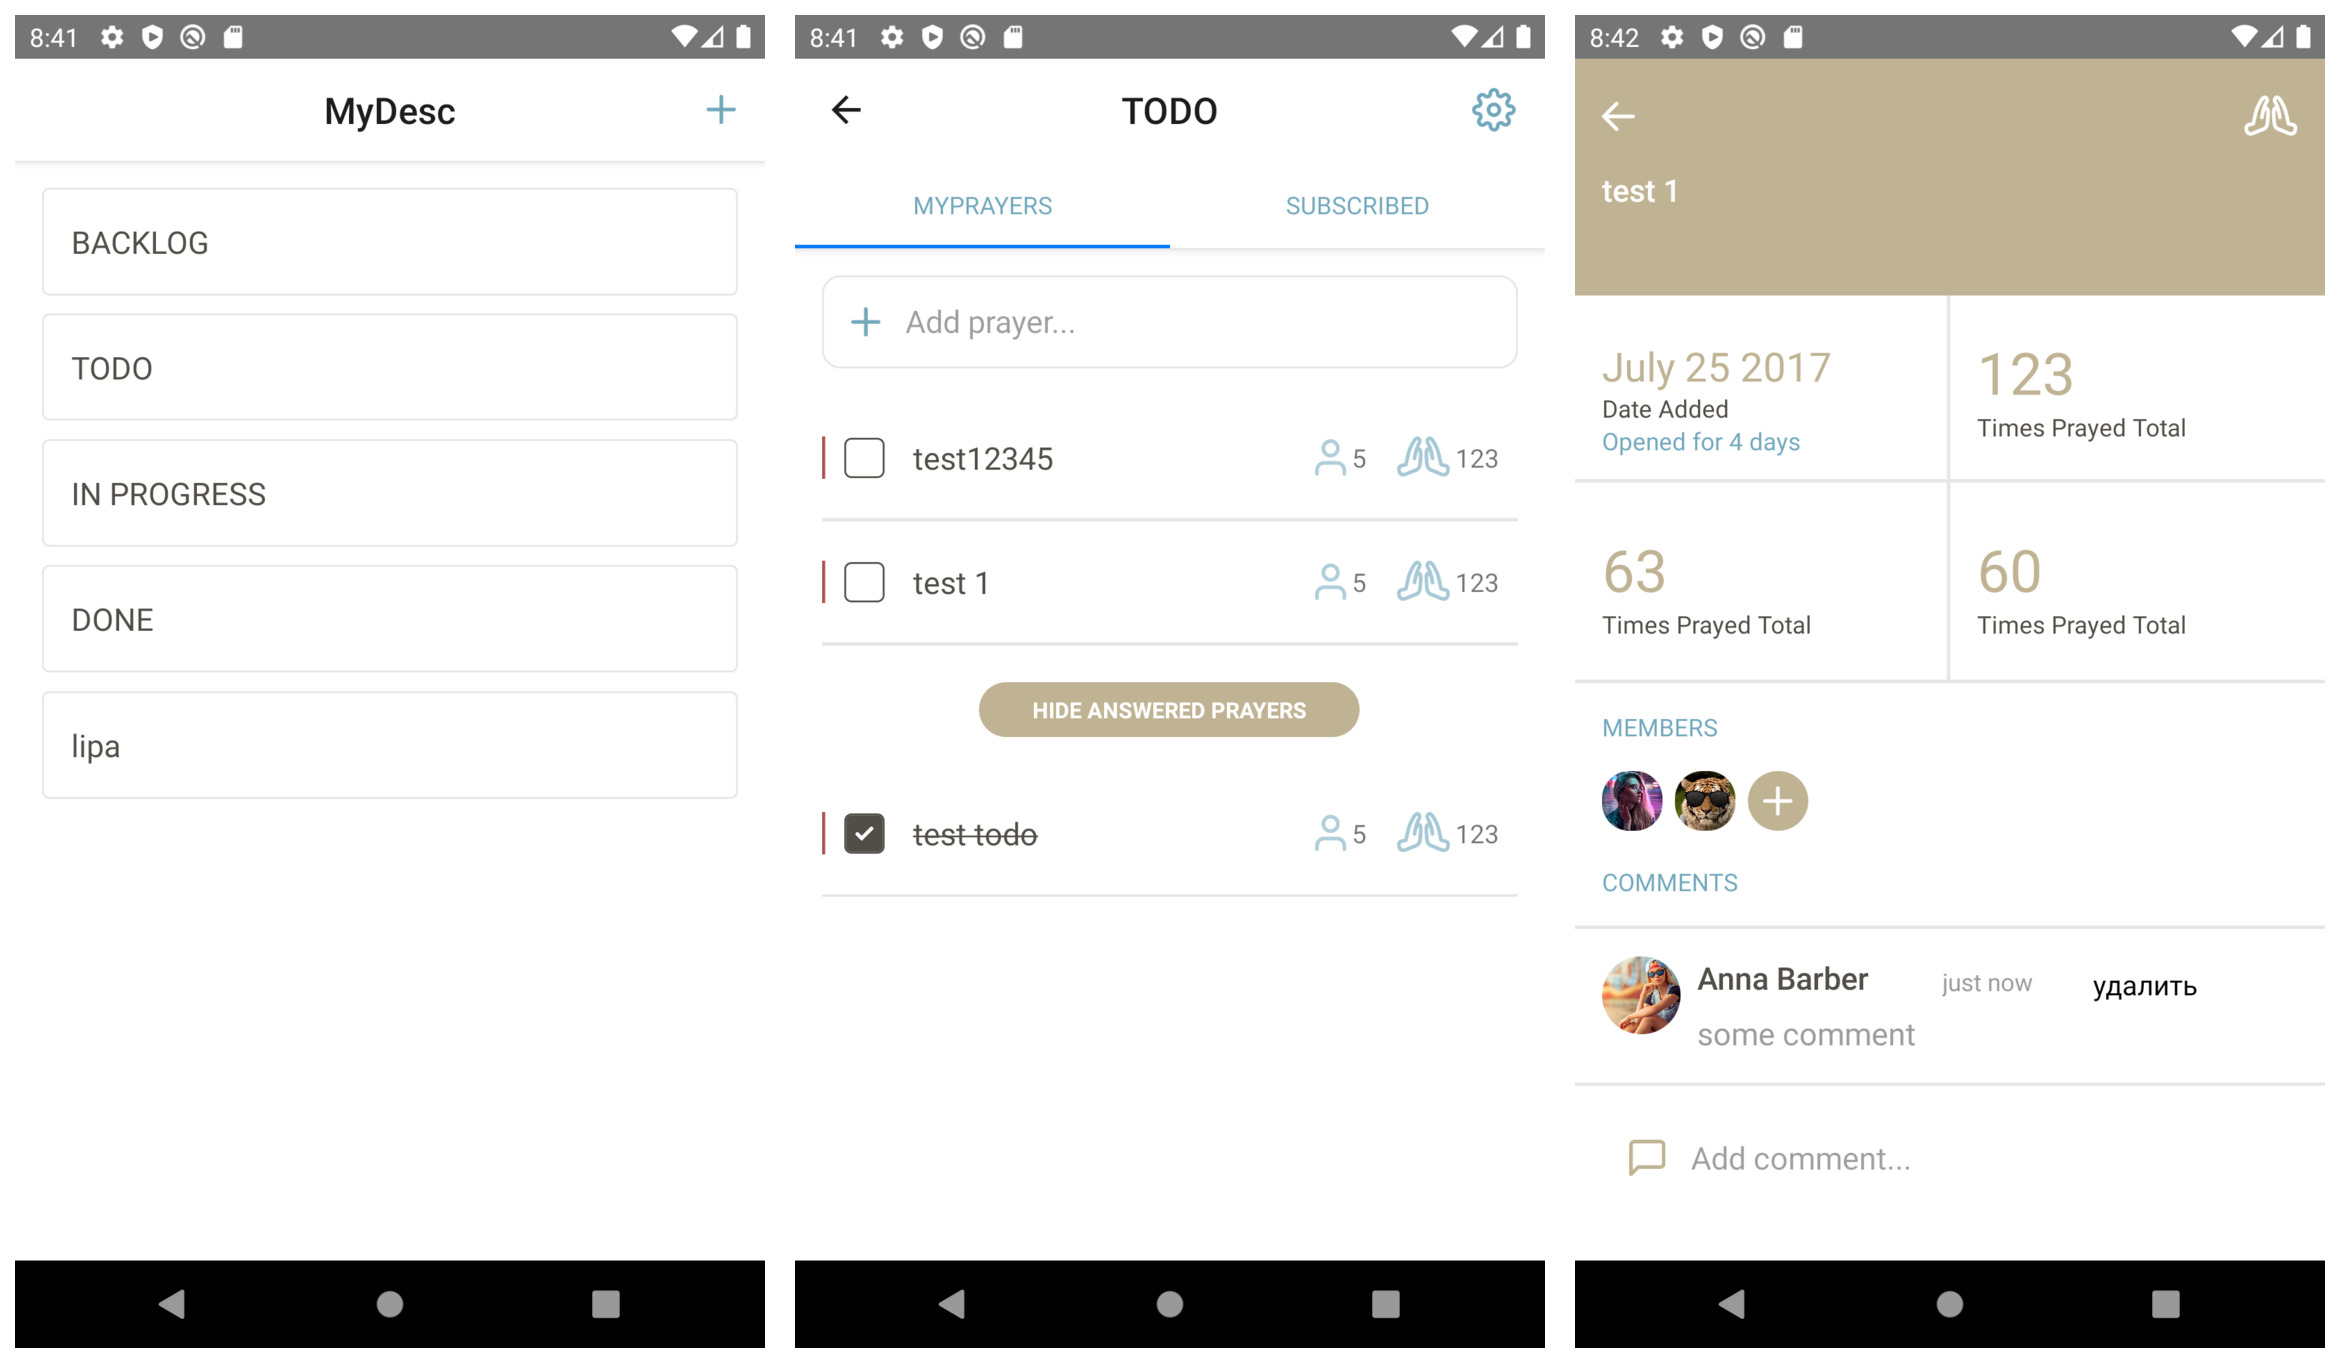 8:41
MyDesc
BACKLOG
TODO
IN PROGRESS
DONE
lipa
8:41
TODO
MYPRAYERS SUBSCRIBED
Add prayer...
test12345 5 123
test 1 5 123
HIDE ANSWERED PRAYERS
test todo 5 123
8:42
test 1
July 25 2017
Date Added
Opened for 4 days
123
Times Prayed Total
63
Times Prayed Total
60
Times Prayed Total
MEMBERS
COMMENTS
Anna Barber just now удалить
some comment
Add comment...